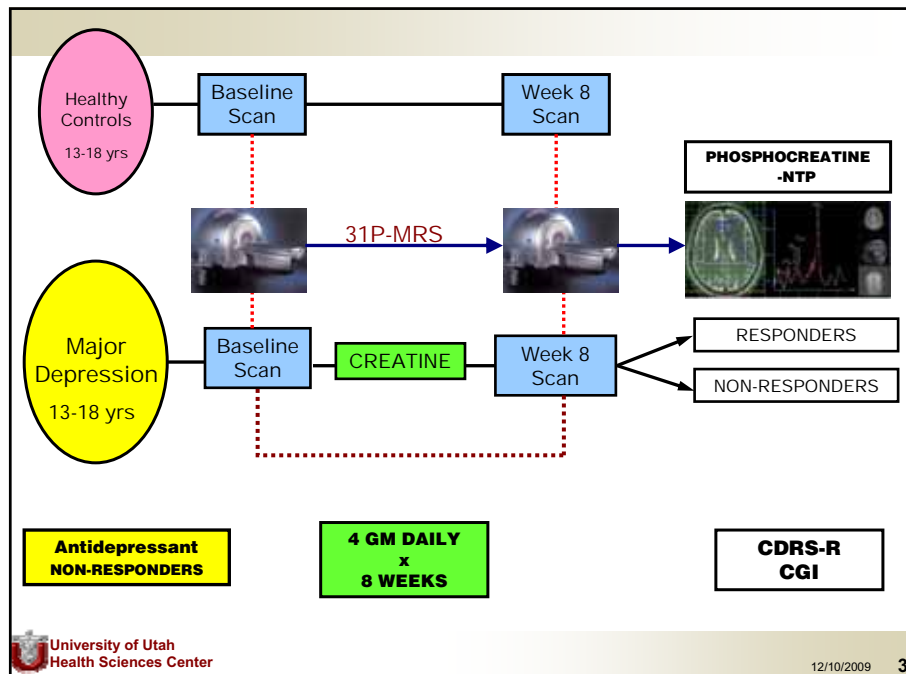 Healthy
Controls
13-18 yrs
Baseline
Scan
Week 8
Scan
PHOSPHOCREATINE
-NTP
31P-MRS
Major
Depression
13-18 yrs
Baseline
Scan
CREATINE
Week 8
Scan
RESPONDERS
NON-RESPONDERS
Antidepressant
NON-RESPONDERS
4 GM DAILY
x
8 WEEKS
CDRS-R
CGI
University of Utah
Health Sciences Center
12/10/2009 3